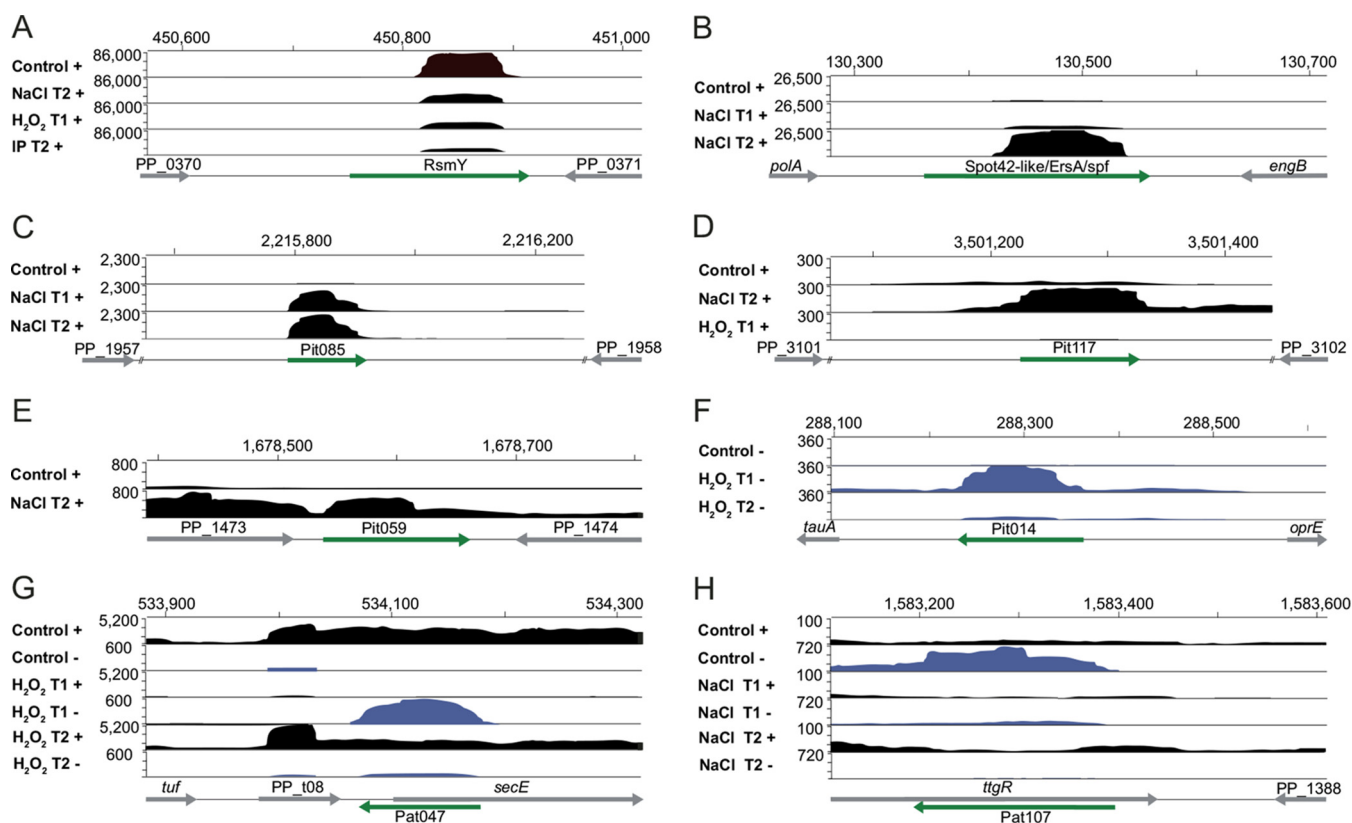 A
450,600 450,800 451,000
86,000
Control +
86,000
NaCl T2 +
86,000
H2O2 T1 +
86,000
IP T2 +
PP_0370 RsmY PP_0371
B
130,300 130,500 130,700
26,500
Control +
26,500
NaCl T1 +
26,500
NaCl T2 +
polA Spot42-like/ErsA/spf engB
C
2,215,800 2,216,200
2,300
Control +
2,300
NaCl T1 +
2,300
NaCl T2 +
PP_1957 Pit085 PP_1958
D
3,501,200 3,501,400
300
Control +
300
NaCl T2 +
300
H2O2 T1 +
PP_3101 Pit117 PP_3102
E
1,678,500 1,678,700
800
Control +
800
NaCl T2 +
PP_1473 Pit059 PP_1474
F
288,100 288,300 288,500
360
Control -
360
H2O2 T1 -
360
H2O2 T2 -
tauA Pit014 oprE
G
533,900 534,100 534,300
5,200
Control +
600
Control -
5,200
H2O2 T1 +
600
H2O2 T1 -
5,200
H2O2 T2 +
600
H2O2 T2 -
tuf PP_t08 secE
Pat047
H
1,583,200 1,583,400 1,583,600
100
Control +
720
Control -
100
NaCl T1 +
720
NaCl T1 -
100
NaCl T2 +
720
NaCl T2 -
ttgR PP_1388
Pat107